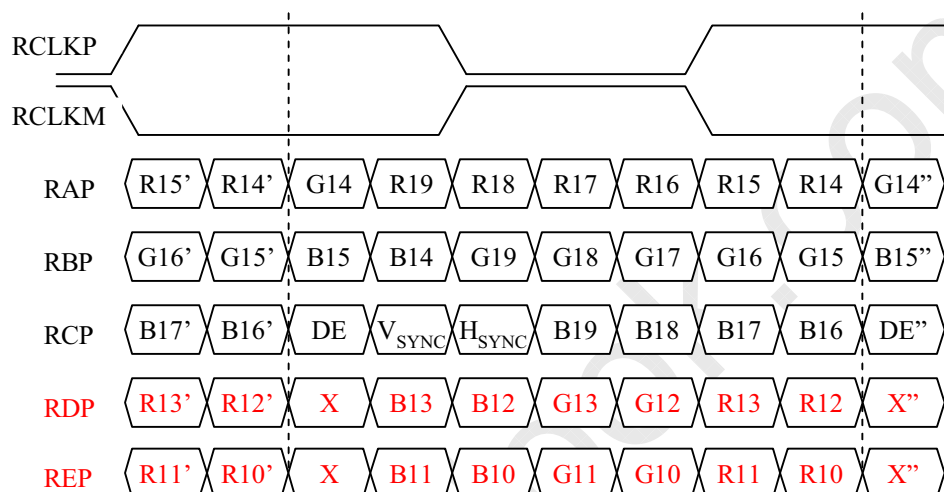 RCLKP
RCLKM
RAP R15’ R14’ G14 R19 R18 R17 R16 R15 R14 G14”
RBP G16’ G15’ B15 B14 G19 G18 G17 G16 G15 B15”
RCP B17’ B16’ DE VSYNC HSYNC B19 B18 B17 B16 DE”
RDP R13’ R12’ X B13 B12 G13 G12 R13 R12 X”
REP R11’ R10’ X B11 B10 G11 G10 R11 R10 X”